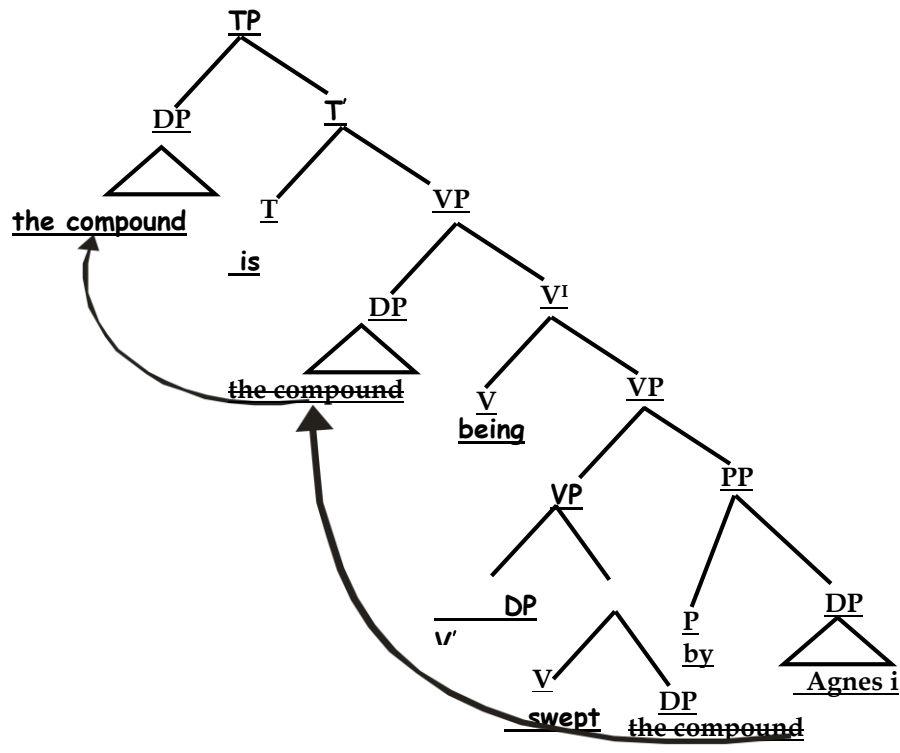 TP
DP T′
the compound
T VP
is
DP Vᴵ
the compound
V VP
being
VP PP
DP
V′
P DP
by
Agnes i
V DP
swept the compound